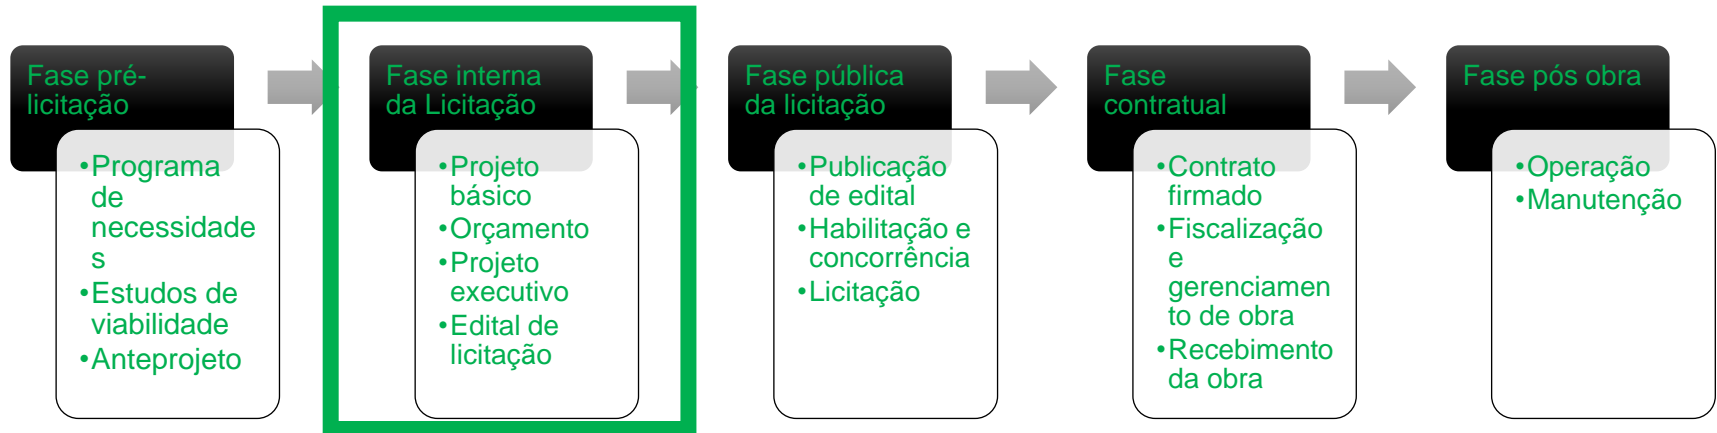 Fase pré-
licitação
•Programa
de
necessidade
s
•Estudos de
viabilidade
•Anteprojeto
Fase interna
da Licitação
•Projeto
básico
•Orçamento
•Projeto
executivo
•Edital de
licitação
Fase pública
da licitação
•Publicação
de edital
•Habilitação e
concorrência
•Licitação
Fase
contratual
•Contrato
firmado
•Fiscalização
e
gerenciamen
to de obra
•Recebimento
da obra
Fase pós obra
•Operação
•Manutenção